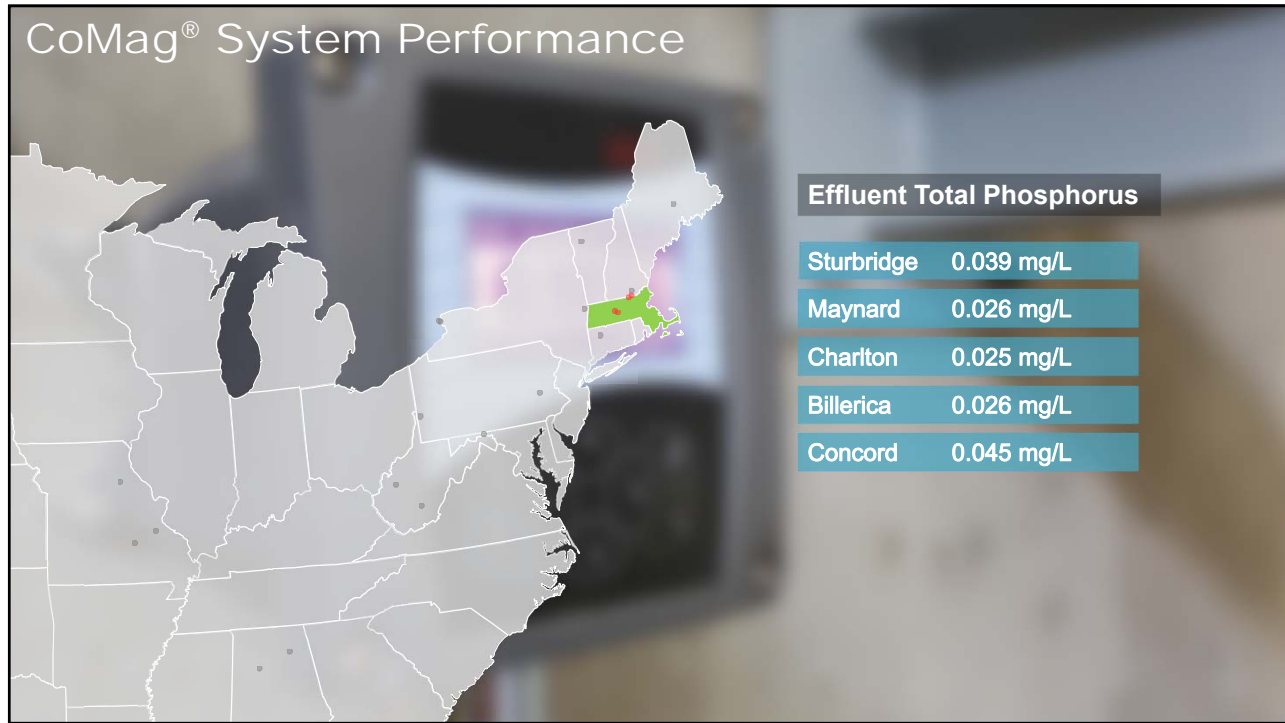 CoMag® System Performance
Effluent Total Phosphorus
Sturbridge 0.039 mg/L
Maynard 0.026 mg/L
Charlton 0.025 mg/L
Billerica 0.026 mg/L
Concord 0.045 mg/L